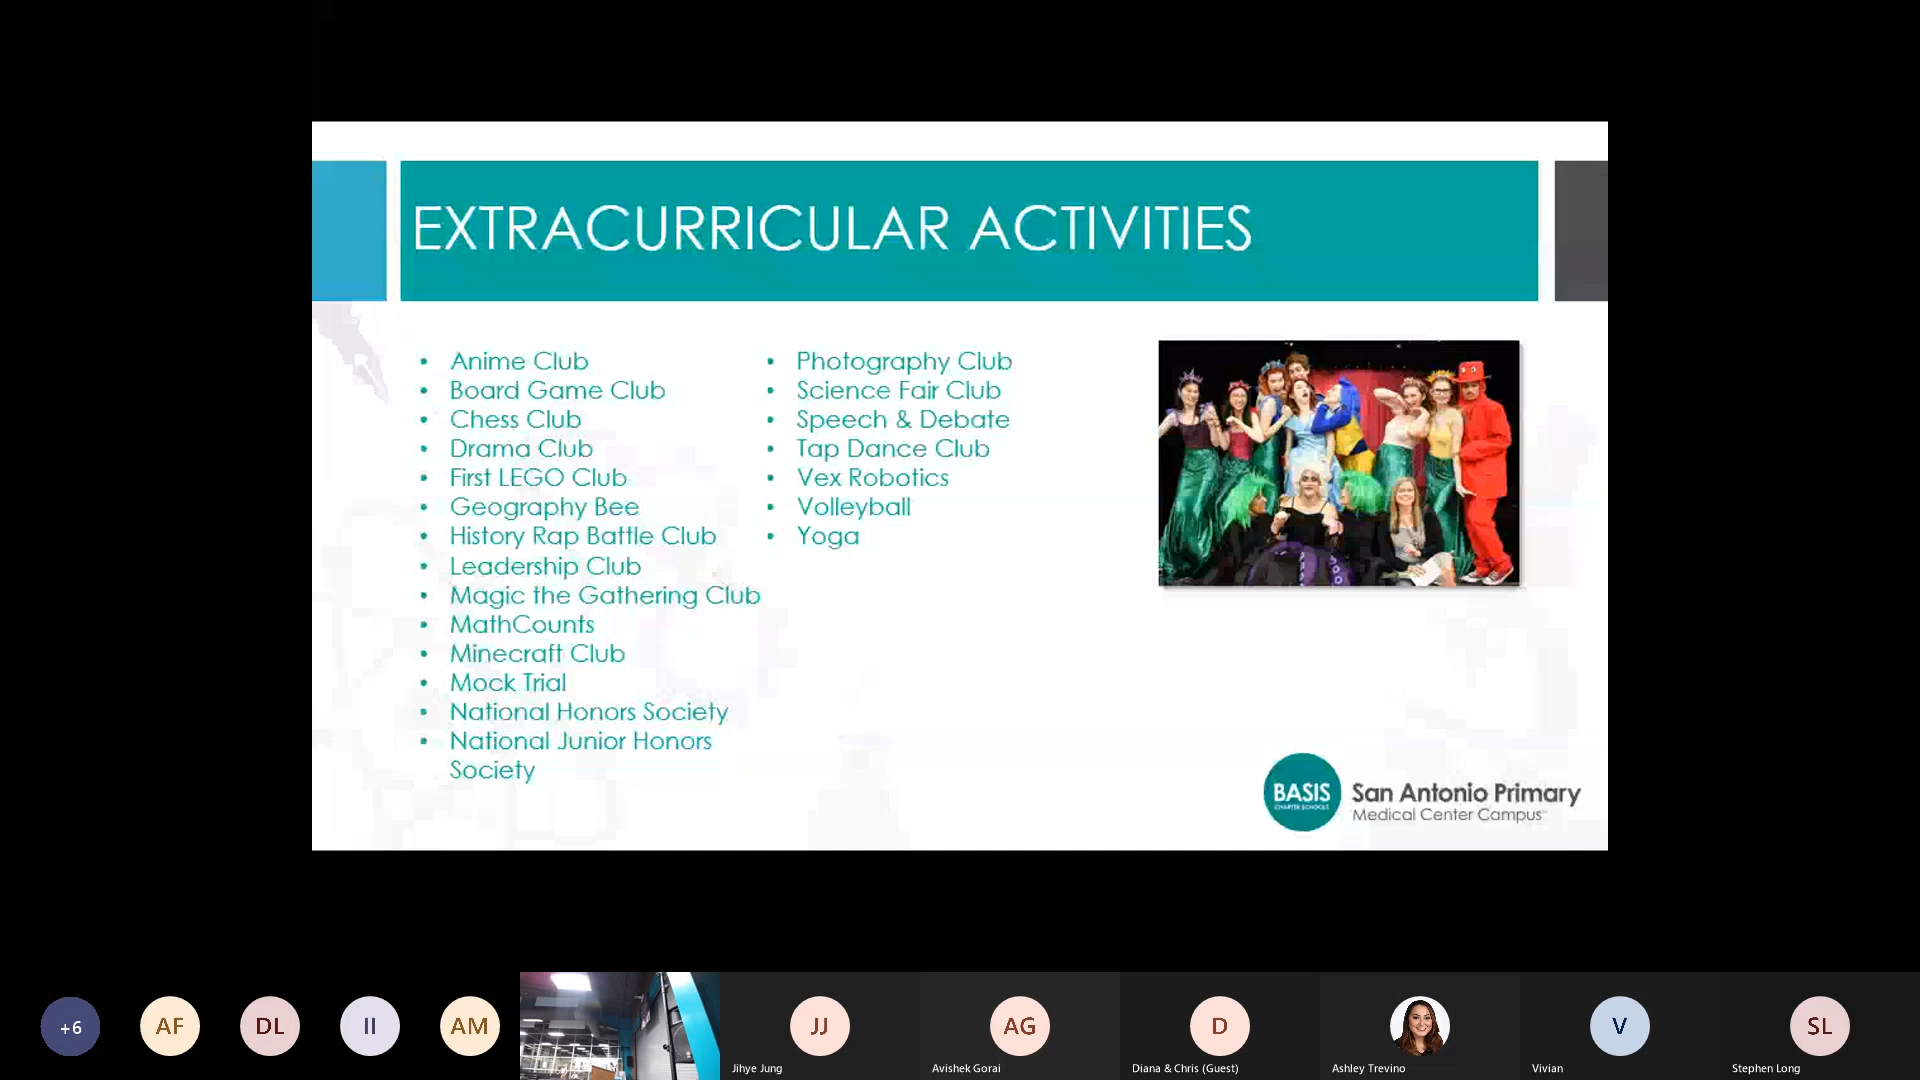 EXTRACURRICULAR ACTIVITIES
• Anime Club
• Board Game Club
• Chess Club
• Drama Club
• First LEGO Club
• Geography Bee
• History Rap Battle Club
• Leadership Club
• Magic the Gathering Club
• MathCounts
• Minecraft Club
• Mock Trial
• National Honors Society
• National Junior Honors
Society
• Photography Club
• Science Fair Club
• Speech & Debate
• Tap Dance Club
• Vex Robotics
• Volleyball
• Yoga
BASIS
CHARTER SCHOOLS
San Antonio Primary
Medical Center Campus
+6
AF
DL
II
AM
JJ
Jihye Jung
AG
Avishek Gorai
D
Diana & Chris (Guest)
Ashley Trevino
V
Vivian
SL
Stephen Long